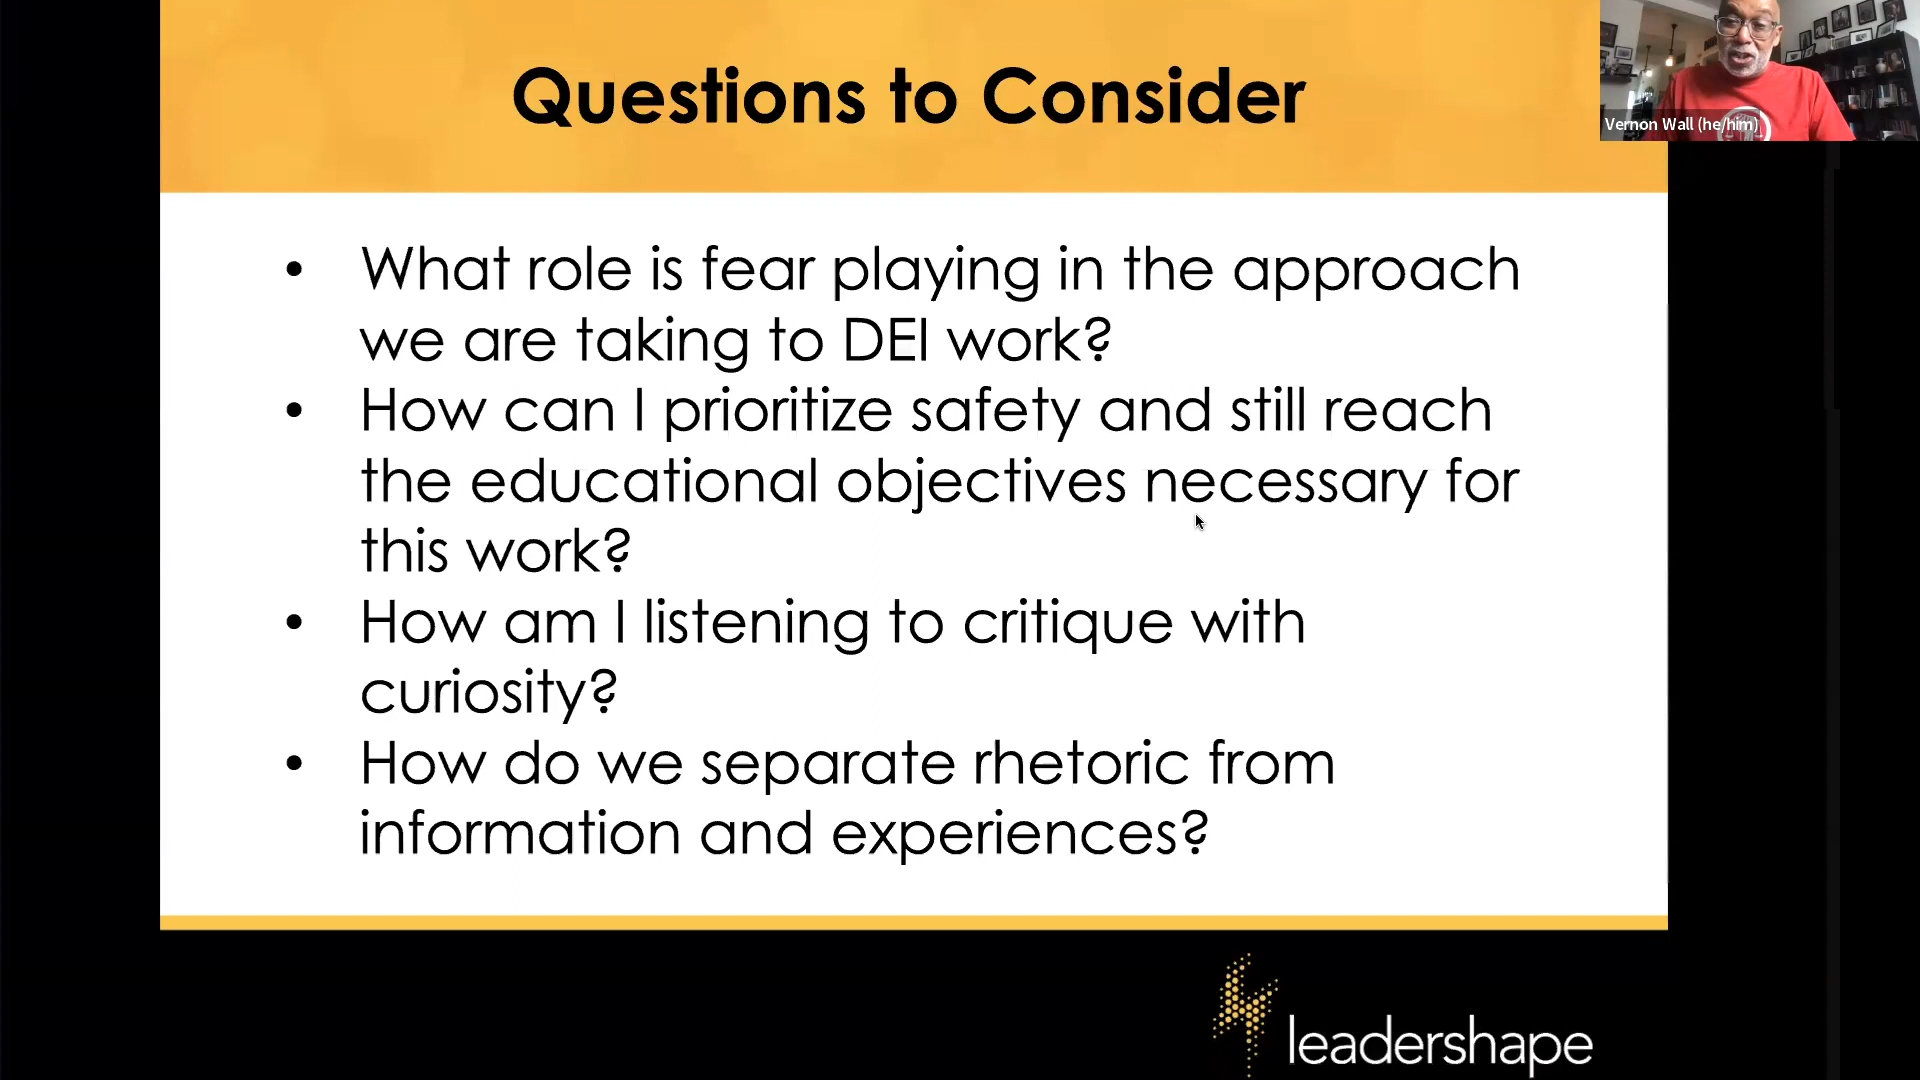 Questions to Consider
Vernon Wall (he/him)
• What role is fear playing in the approach
we are taking to DEI work?
• How can I prioritize safety and still reach
the educational objectives necessary for
this work?
• How am I listening to critique with
curiosity?
• How do we separate rhetoric from
information and experiences?
leadershape